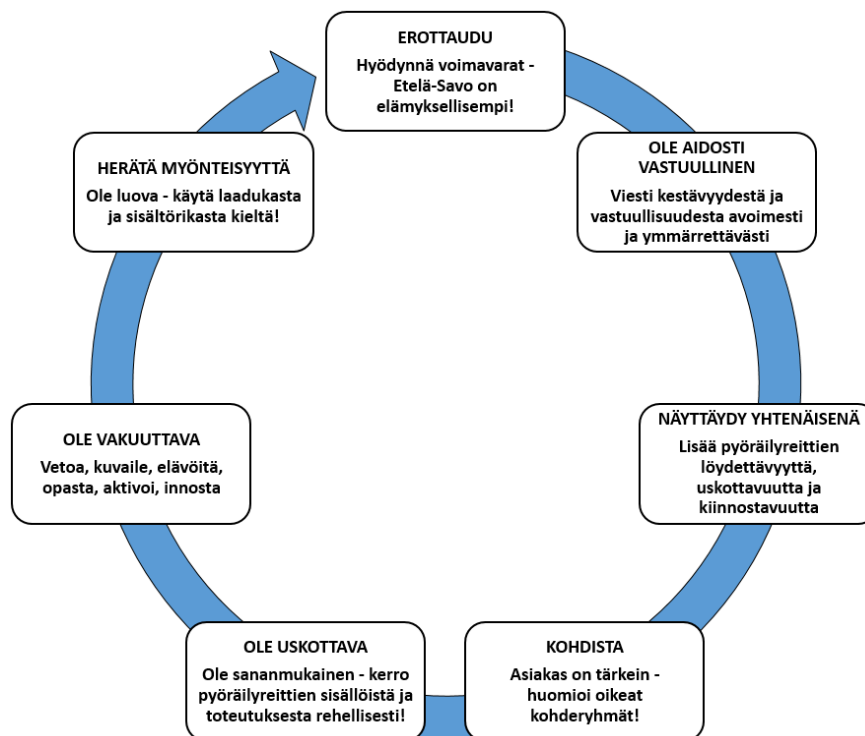 EROTTAUDU
Hyödynnä voimavarat -
Etelä-Savo on
elämyksellisempi!
OLE AIDOSTI
VASTUULLINEN
Viesti kestävyydestä ja
vastuullisuudesta avoimesti
ja ymmärrettävästi
NÄYTTÄYDY YHTENÄISENÄ
Lisää pyöräilyreittien
löydettävyyttä,
uskottavuutta ja
kiinnostavuutta
KOHDISTA
Asiakas on tärkein -
huomioi oikeat
kohderyhmät!
OLE USKOTTAVA
Ole sananmukainen - kerro
pyöräilyreittien sisällöistä ja
toteutuksesta rehellisesti!
OLE VAKUUTTAVA
Vetoa, kuvaile, elävöitä,
opasta, aktivoi, innosta
HERÄTÄ MYÖNTEISYYTTÄ
Ole luova - käytä laadukasta
ja sisältörikasta kieltä!